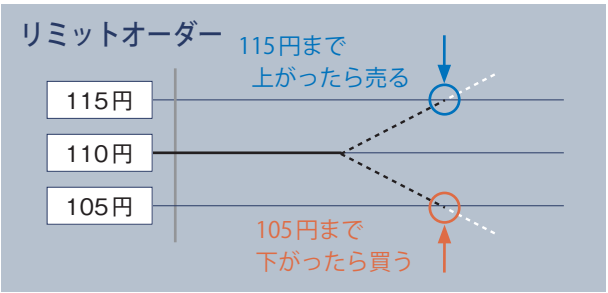 リミットオーダー
115円まで
上がったら売る
115円
110円
105円
105円まで
下がったら買う